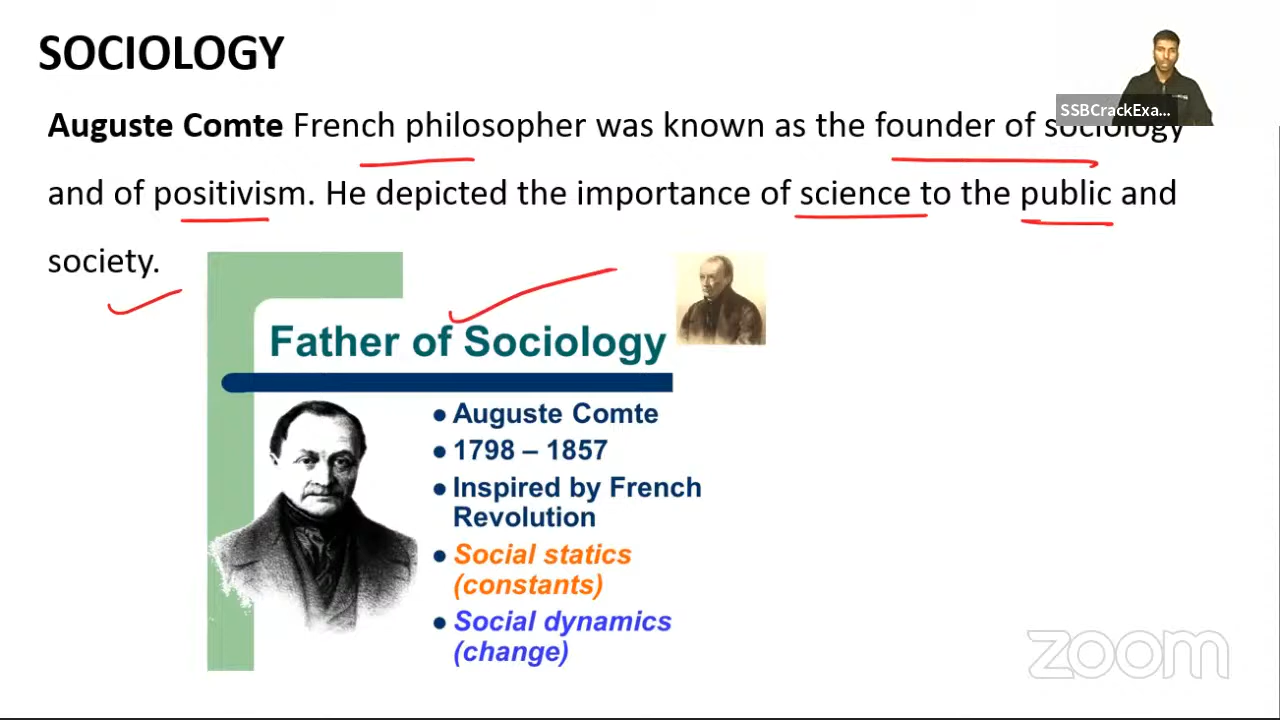 SOCIOLOGY
SSBCrackExa...
Auguste Comte French philosopher was known as the founder of sociology
and of positivism. He depicted the importance of science to the public and
society.
Father of Sociology
● Auguste Comte
● 1798 – 1857
● Inspired by French
Revolution
● Social statics
(constants)
● Social dynamics
(change)
zoom